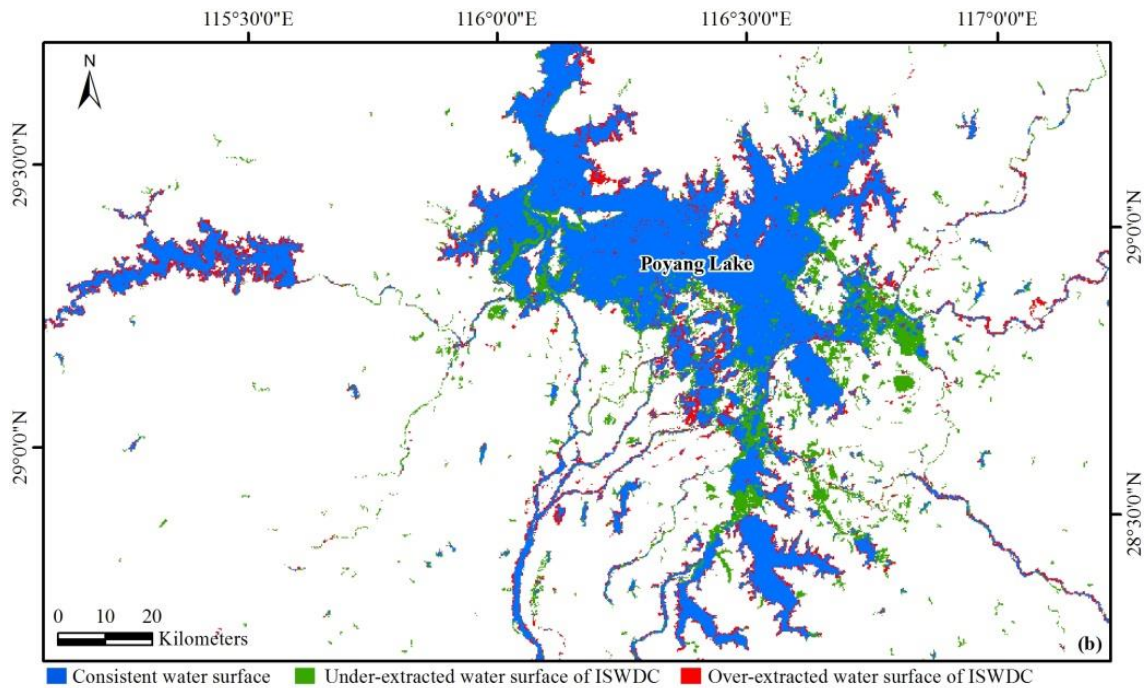 115°30'0"E 116°0'0"E 116°30'0"E 117°0'0"E
N
29°30'0"N
29°0'0"N
29°0'0"N
28°30'0"N
Poyang Lake
0 10 20
Kilometers
(b)
Consistent water surface Under-extracted water surface of ISWDC Over-extracted water surface of ISWDC